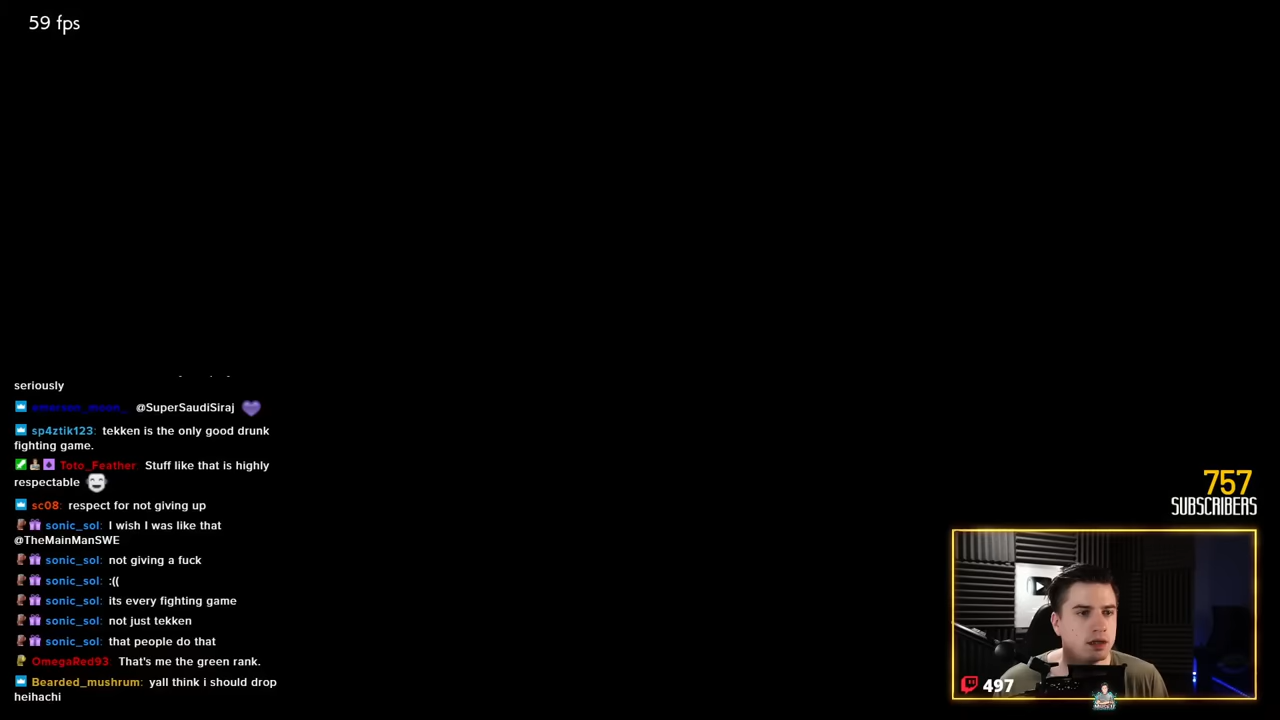 59 fps
seriously
emerson_moon_ @SuperSaudiSiraj
sp4ztik123: tekken is the only good drunk
fighting game.
Toto_Feather Stuff like that is highly
respectable
sc08: respect for not giving up
sonic_sol: I wish I was like that
@TheMainManSWE
sonic_sol: not giving a fuck
sonic_sol: :((
sonic_sol: its every fighting game
sonic_sol: not just tekken
sonic_sol: that people do that
OmegaRed93 That's me the green rank.
Bearded_mushrum: yall think i should drop
heihachi
757
SUBSCRIBERS
497